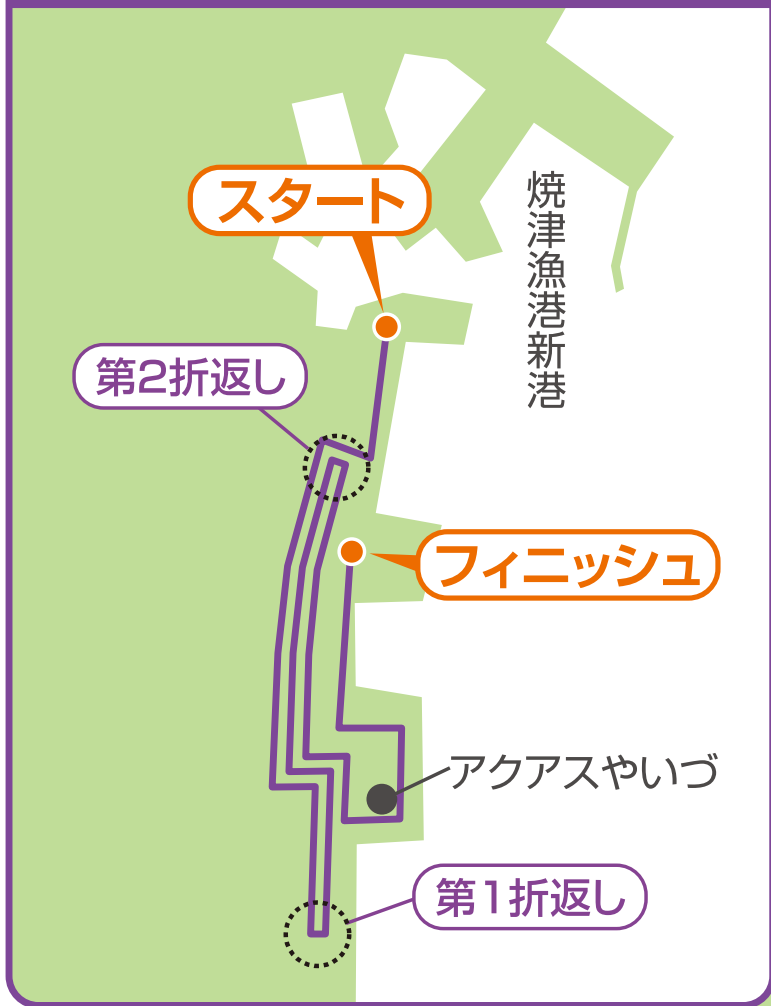 スタート
焼津漁港新港
第2折返し
フィニッシュ
アクアスやいづ
第1折返し